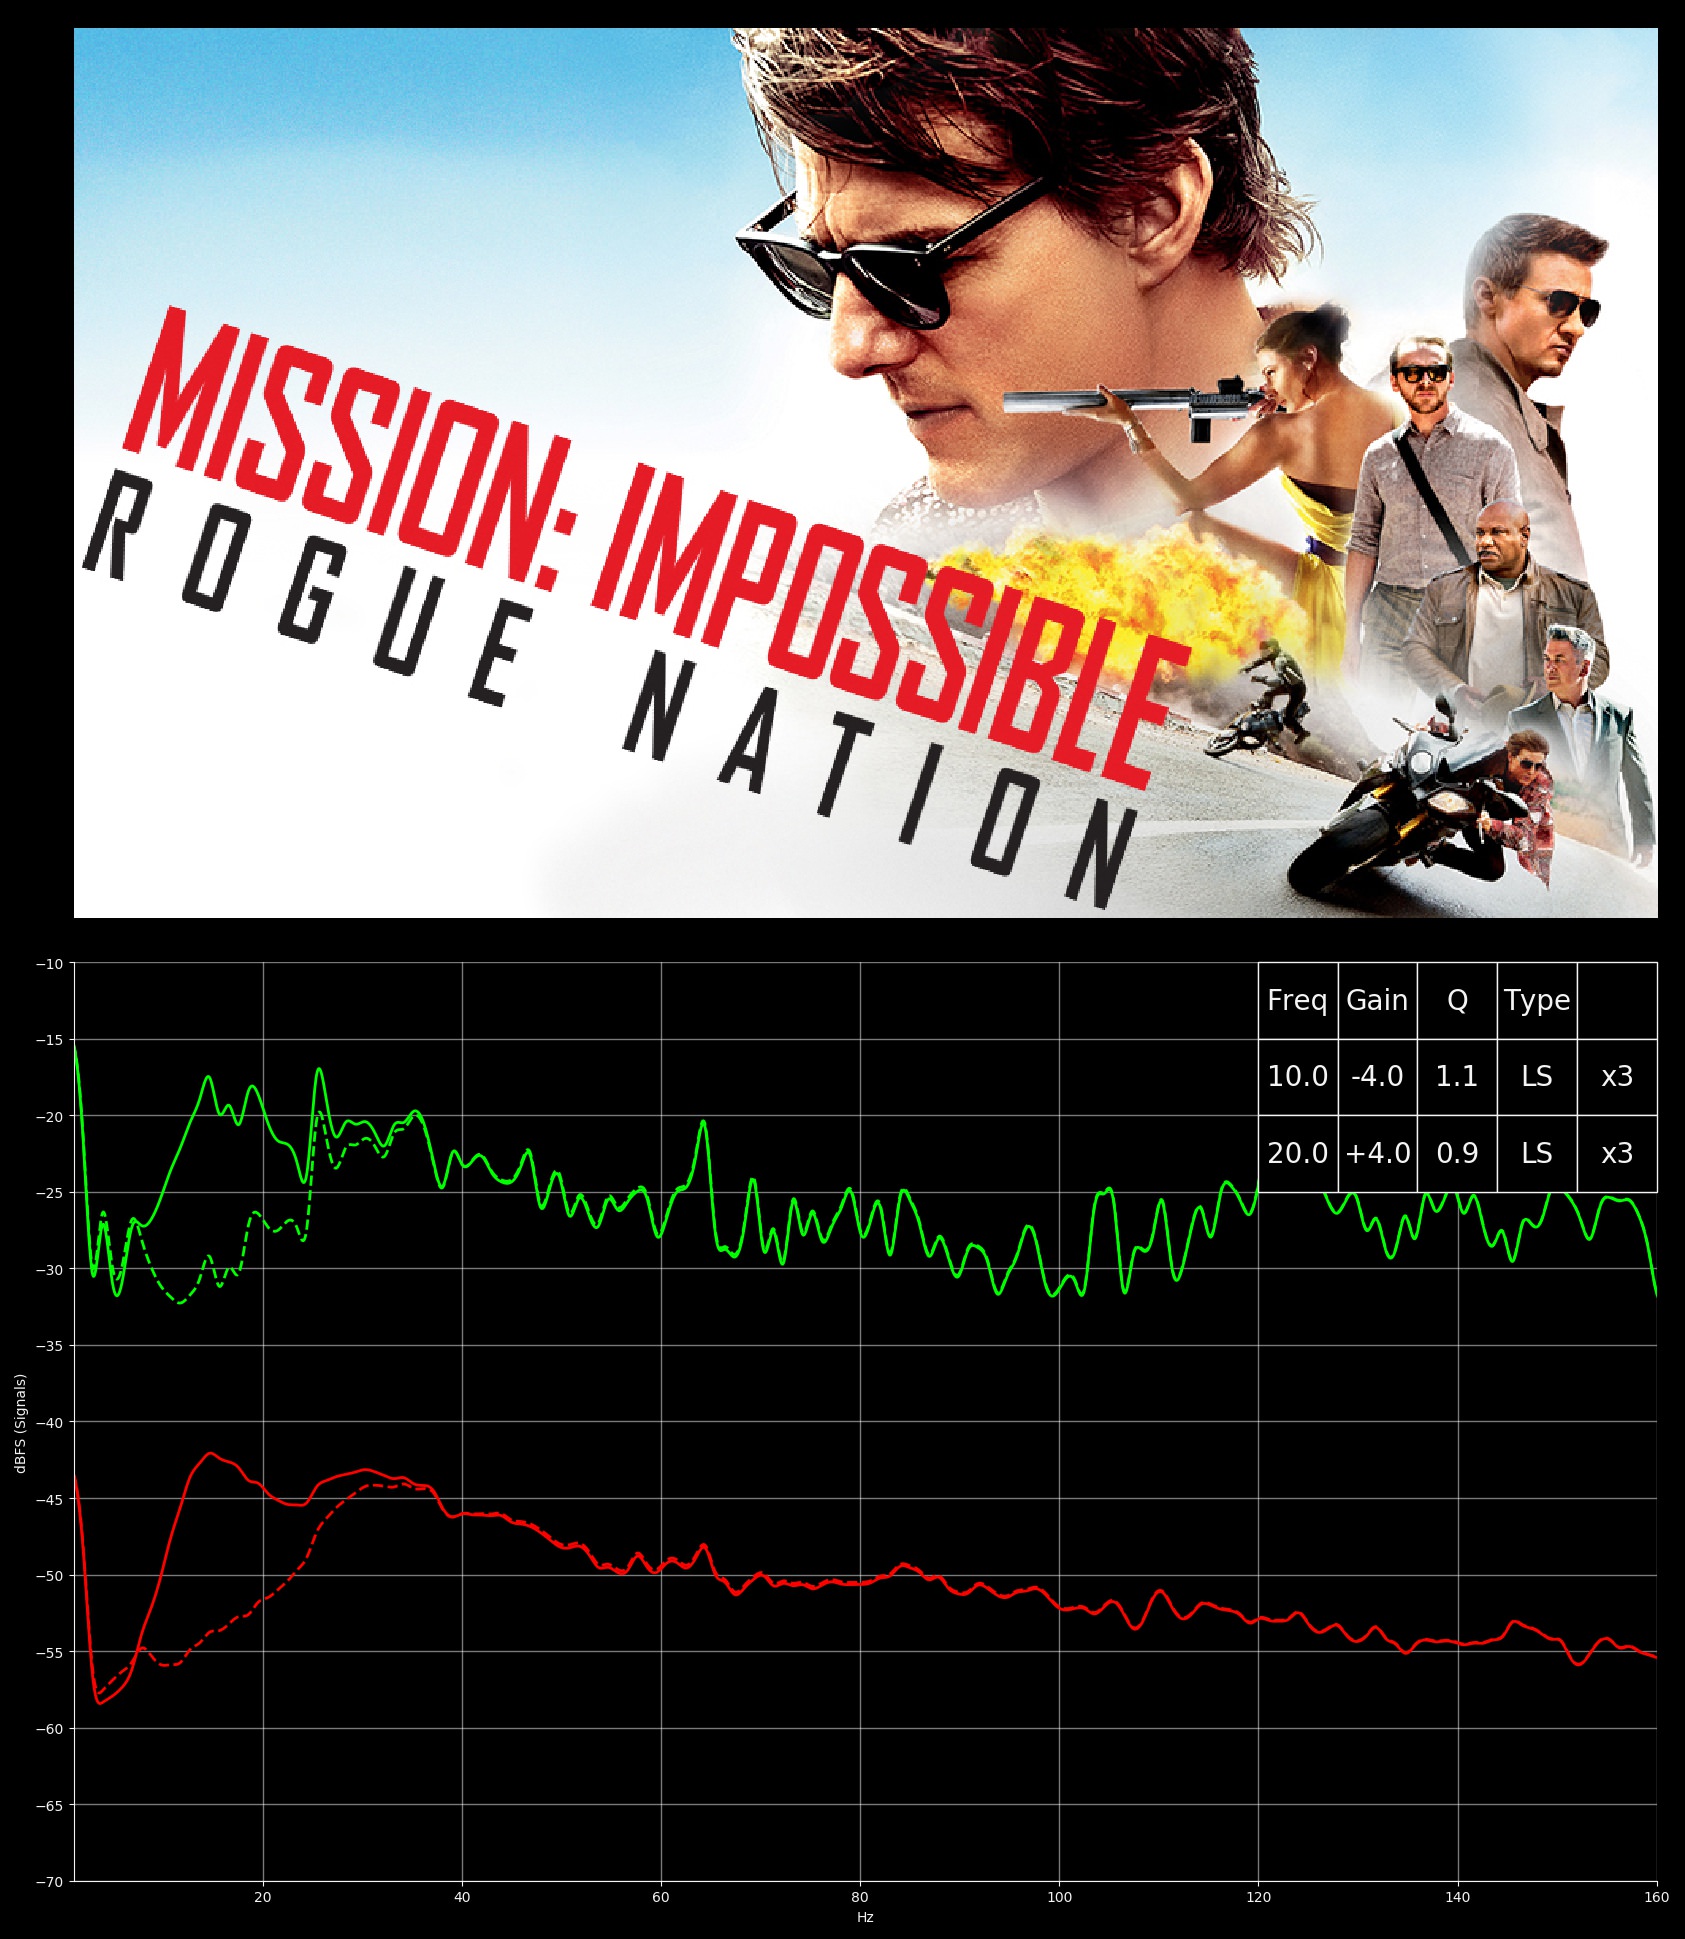 MISSION: IMPOSSIBLE
ROGUE NATION
Freq Gain Q Type
10.0 -4.0 1.1 LS x3
20.0 +4.0 0.9 LS x3
−10
−15
−20
−25
−30
−35
−40
−45
−50
−55
−60
−65
−70
dBFS (Signals)
20 40 60 80 100 120 140 160
Hz